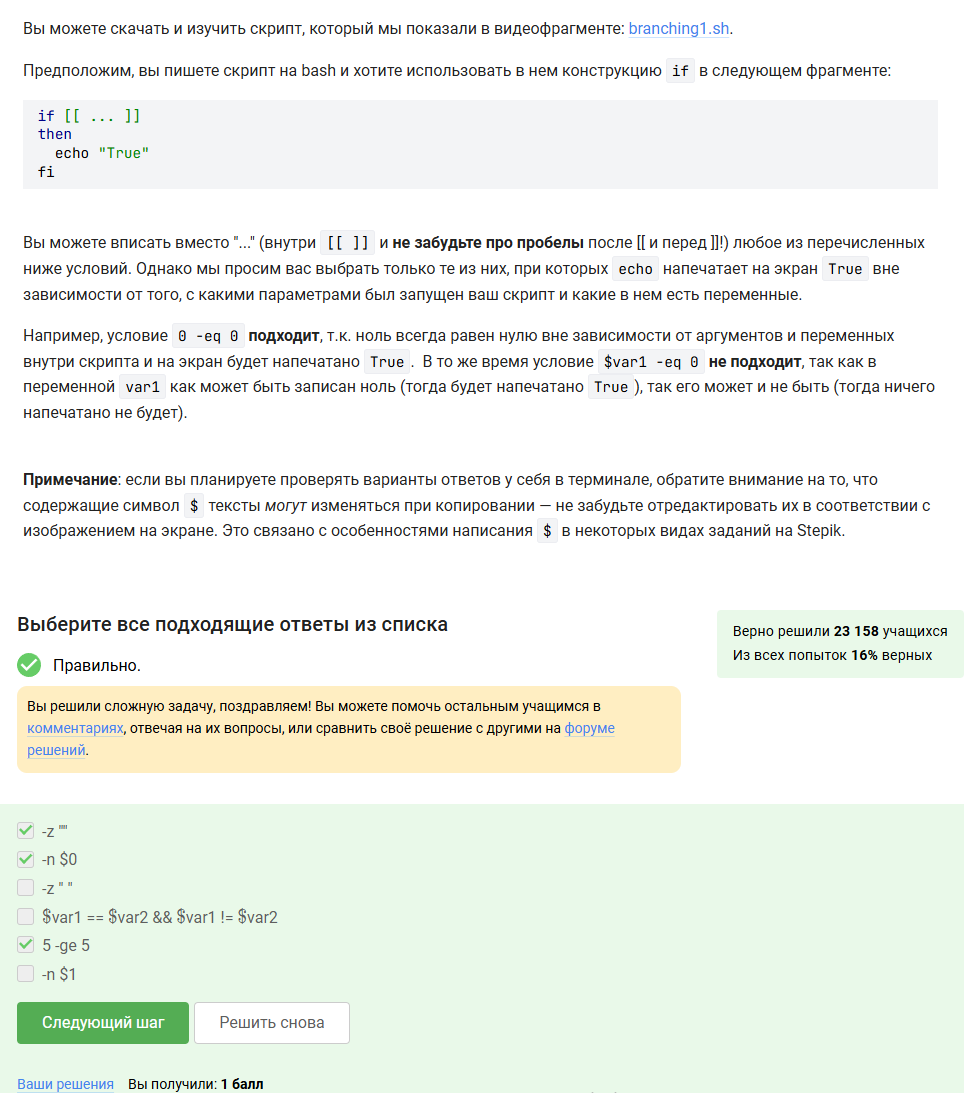 Вы можете скачать и изучить скрипт, который мы показали в видеофрагменте: branching1.sh.
Предположим, вы пишете скрипт на bash и хотите использовать в нем конструкцию if в следующем фрагменте:
if [[ ... ]]
then
  echo "True"
fi
Вы можете вписать вместо "..." (внутри [[ ]] и не забудьте про пробелы после [[ и перед ]]!) любое из перечисленных
ниже условий. Однако мы просим вас выбрать только те из них, при которых echo напечатает на экран True вне
зависимости от того, с какими параметрами был запущен ваш скрипт и какие в нем есть переменные.
Например, условие 0 -eq 0 подходит, т.к. ноль всегда равен нулю вне зависимости от аргументов и переменных
внутри скрипта и на экран будет напечатано True . В то же время условие $var1 -eq 0 не подходит, так как в
переменной var1 как может быть записан ноль (тогда будет напечатано True ), так его может и не быть (тогда ничего
напечатано не будет).
Примечание: если вы планируете проверять варианты ответов у себя в терминале, обратите внимание на то, что
содержащие символ $ тексты могут изменяться при копировании — не забудьте отредактировать их в соответствии с
изображением на экране. Это связано с особенностями написания $ в некоторых видах заданий на Stepik.
Выберите все подходящие ответы из списка
Верно решили 23 158 учащихся
Из всех попыток 16% верных
Правильно.
Вы решили сложную задачу, поздравляем! Вы можете помочь остальным учащимся в
комментариях, отвечая на их вопросы, или сравнить своё решение с другими на форуме
решений.
-z ""
-n $0
-z " "
$var1 == $var2 && $var1 != $var2
5 -ge 5
-n $1
Следующий шаг Решить снова
Ваши решения Вы получили: 1 балл